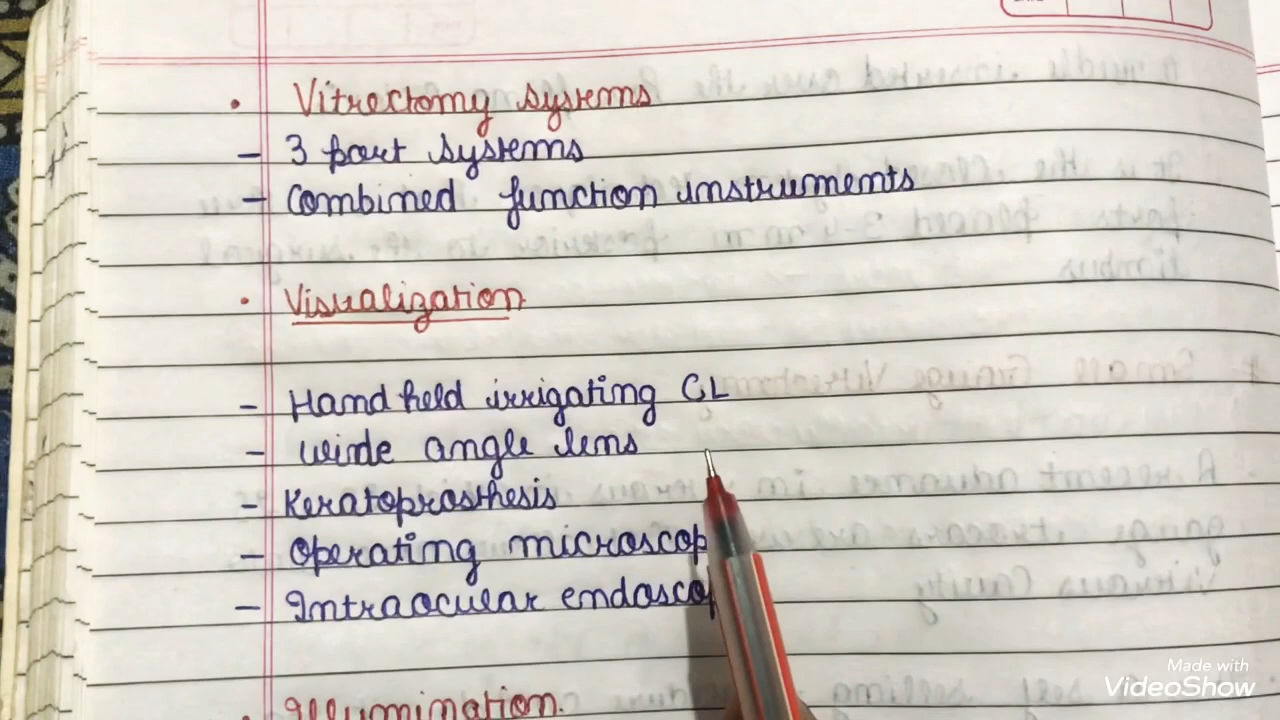 • Vitrectomy systems
- 3 port systems
- Combined function instruments
• Visualization
- Hand held irrigating CL
- Wide angle lens
- Keratoprosthesis
- Operating microscop
- Intraocular endoscop
• Illumination.
Made with
VideoShow